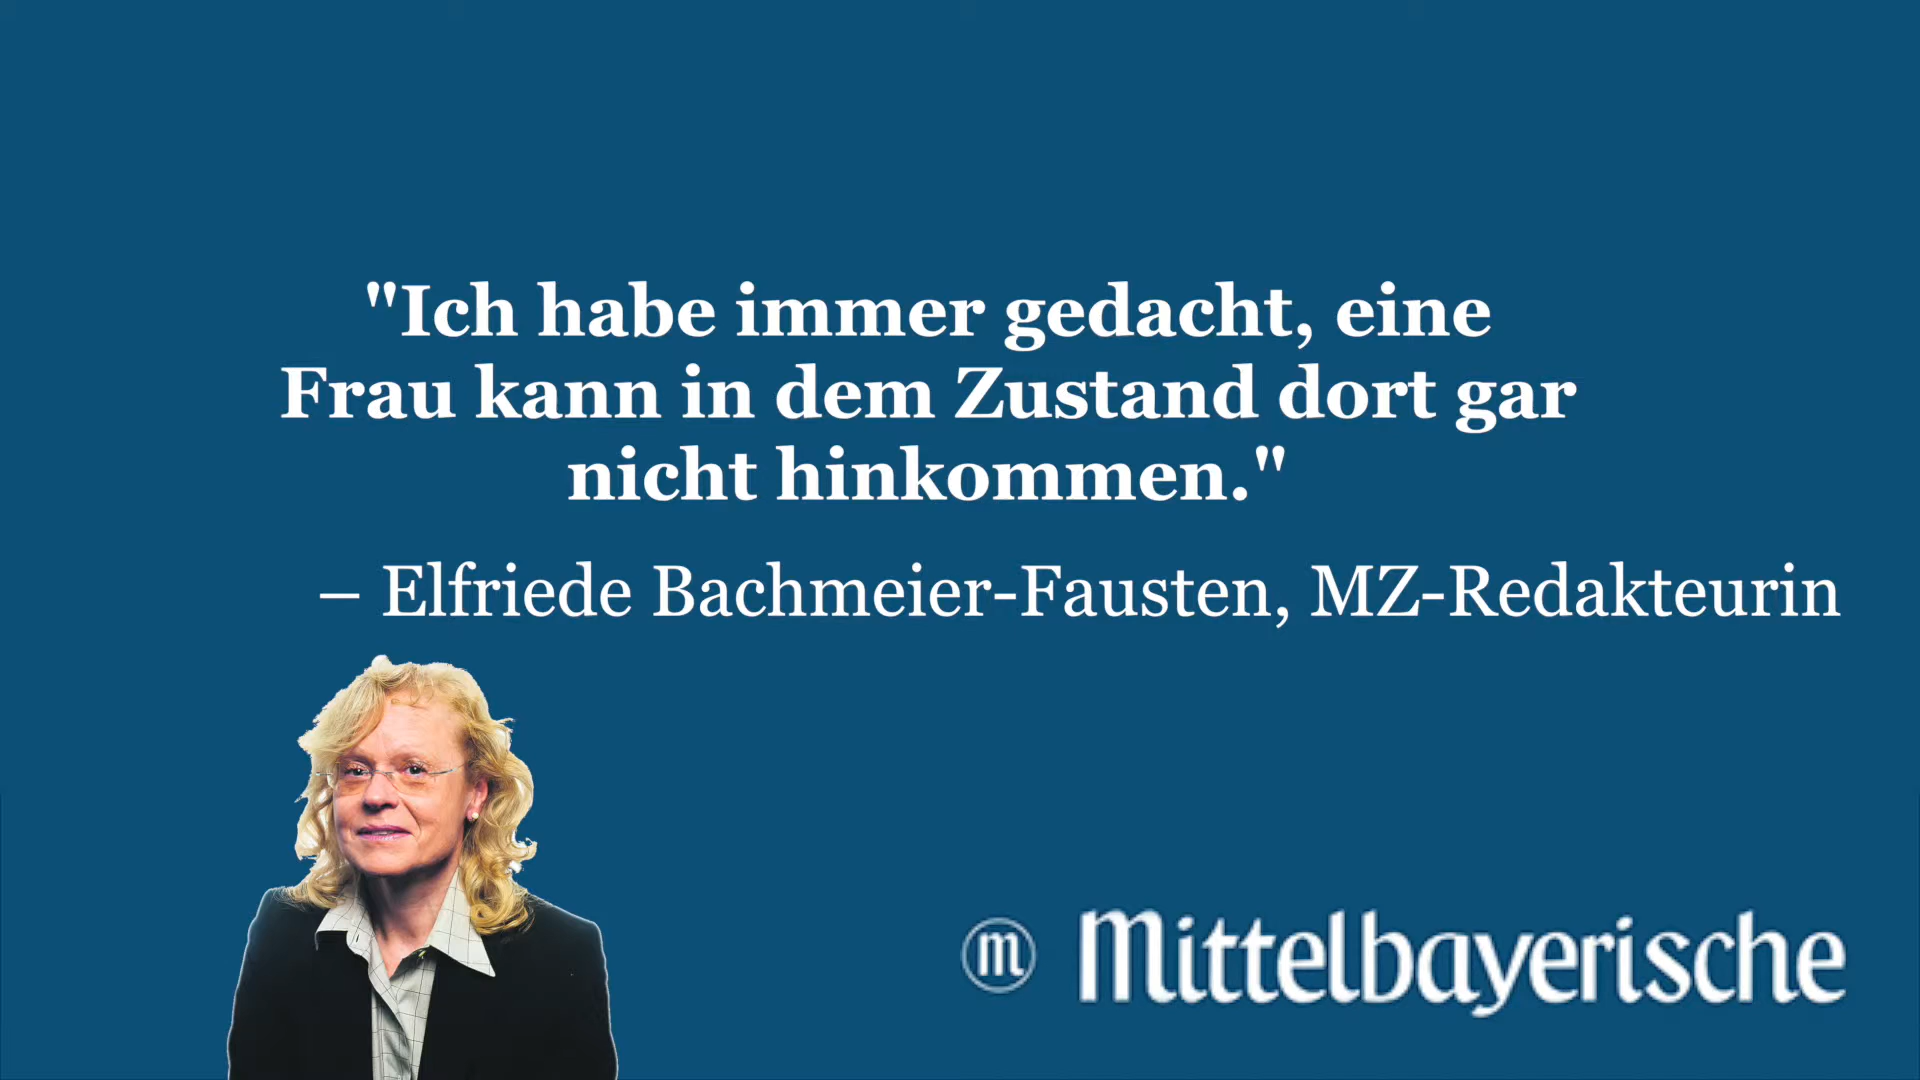 "Ich habe immer gedacht, eine
Frau kann in dem Zustand dort gar
nicht hinkommen."
– Elfriede Bachmeier-Fausten, MZ-Redakteurin
m Mittelbayerische